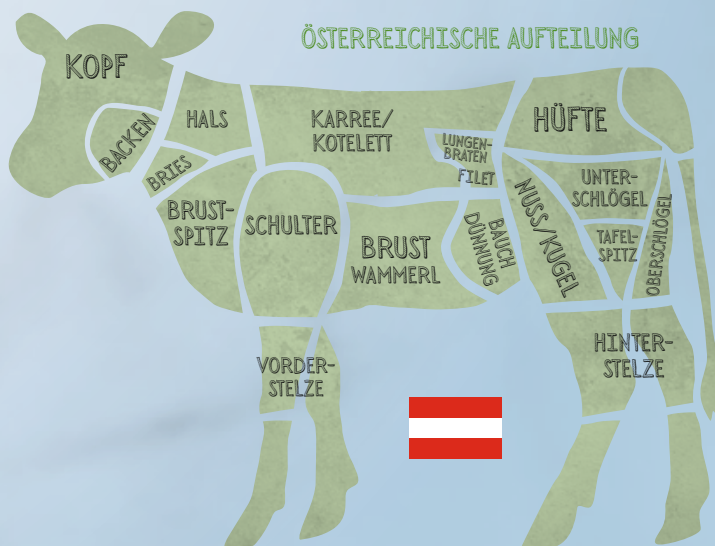 ÖSTERREICHISCHE AUFTEILUNG
KOPF
BACKEN
HALS
BRIES
KARREE/
KOTELETT
LUNGEN-
BRATEN
FILET
HÜFTE
BRUST-
SPITZ
SCHULTER
BRUST
WAMMERL
BAUCH
DÜNNUNG
NUSS/KUGEL
UNTER-
SCHLÖGEL
TAFEL-
SPITZ
OBERSCHLÖGEL
VORDER-
STELZE
HINTER-
STELZE